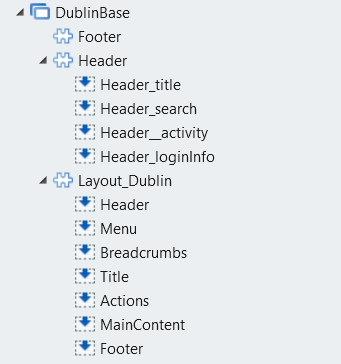 DublinBase
Footer
Header
Header_title
Header_search
Header__activity
Header_loginInfo
Layout_Dublin
Header
Menu
Breadcrumbs
Title
Actions
MainContent
Footer